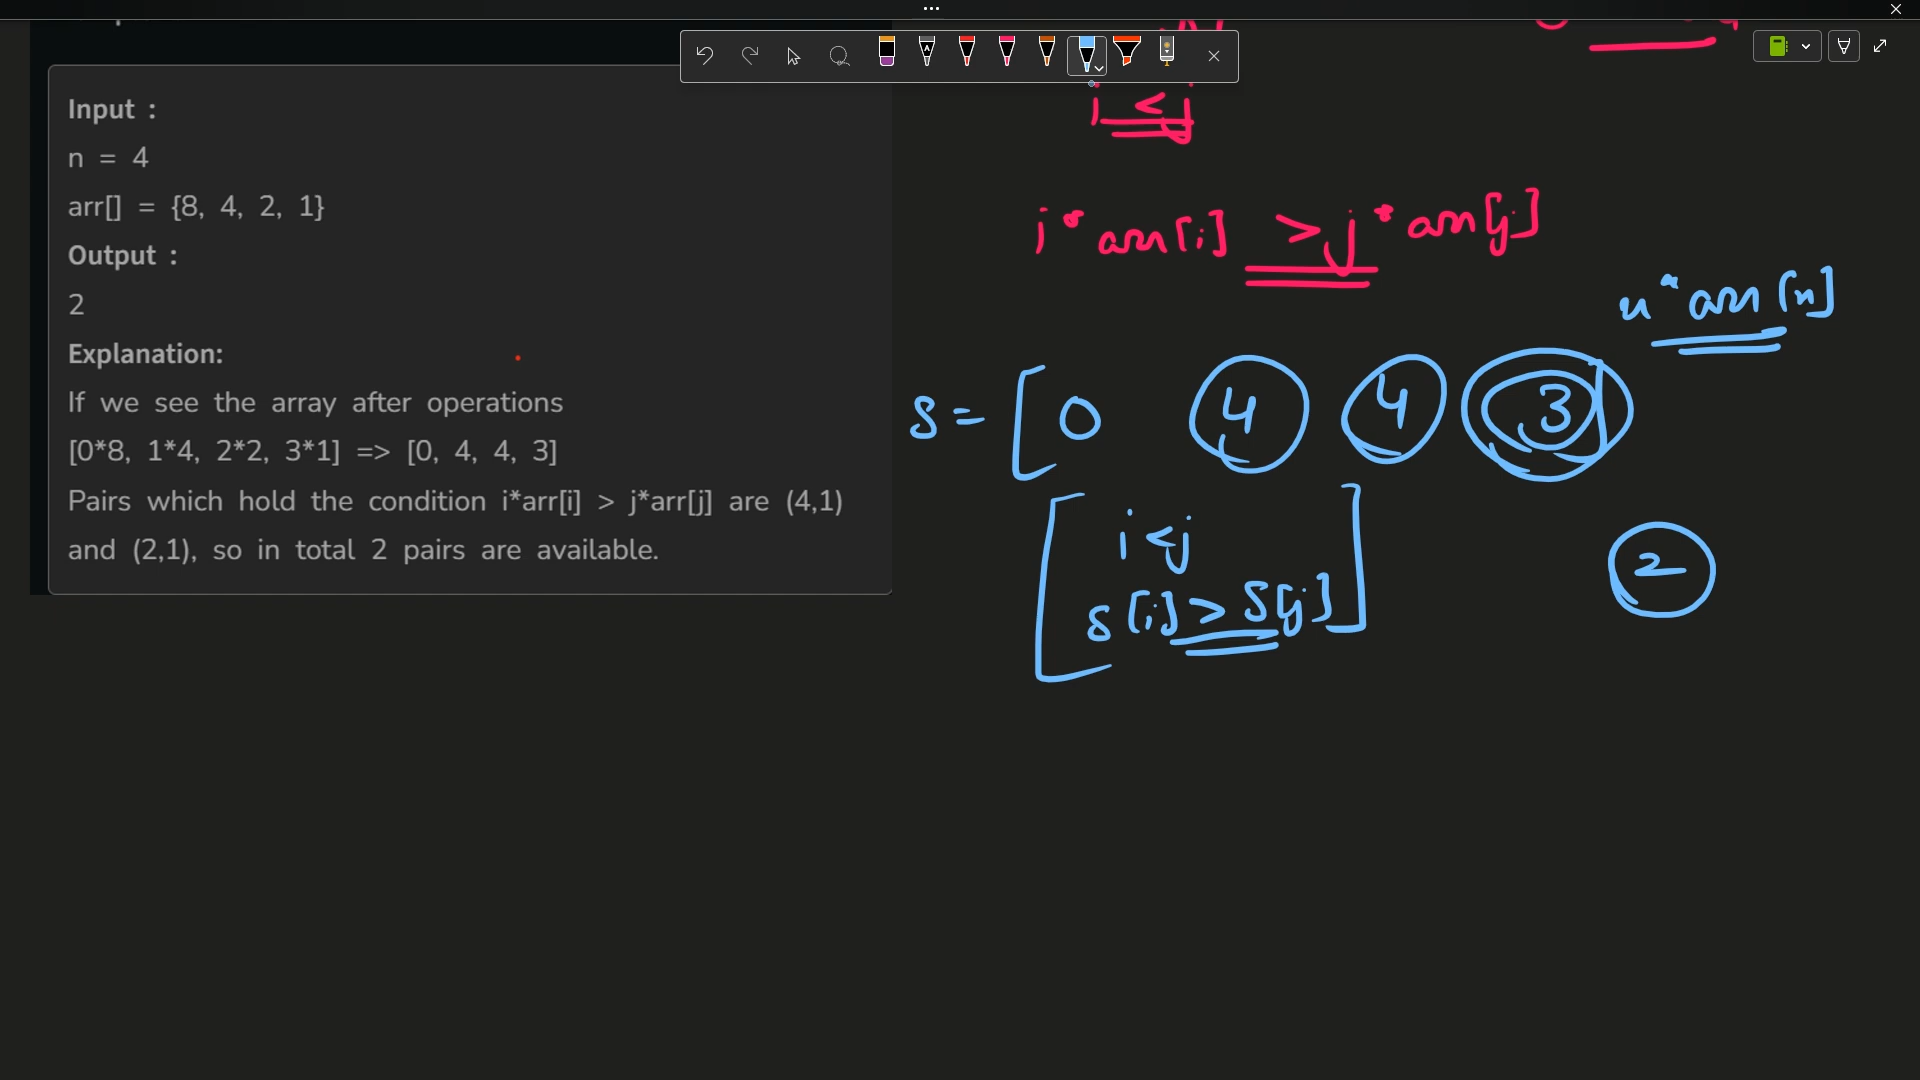 Input :
n = 4
arr[] = {8, 4, 2, 1}
Output :
2
Explanation:
If we see the array after operations
[0*8, 1*4, 2*2, 3*1] => [0, 4, 4, 3]
Pairs which hold the condition i*arr[i] > j*arr[j] are (4,1)
and (2,1), so in total 2 pairs are available.
i < j
i * arr[i] > j * arr[j]
x * arr [x]
S = [ 0 4 4 3 ]
i < j
S [i] > S[j]
2